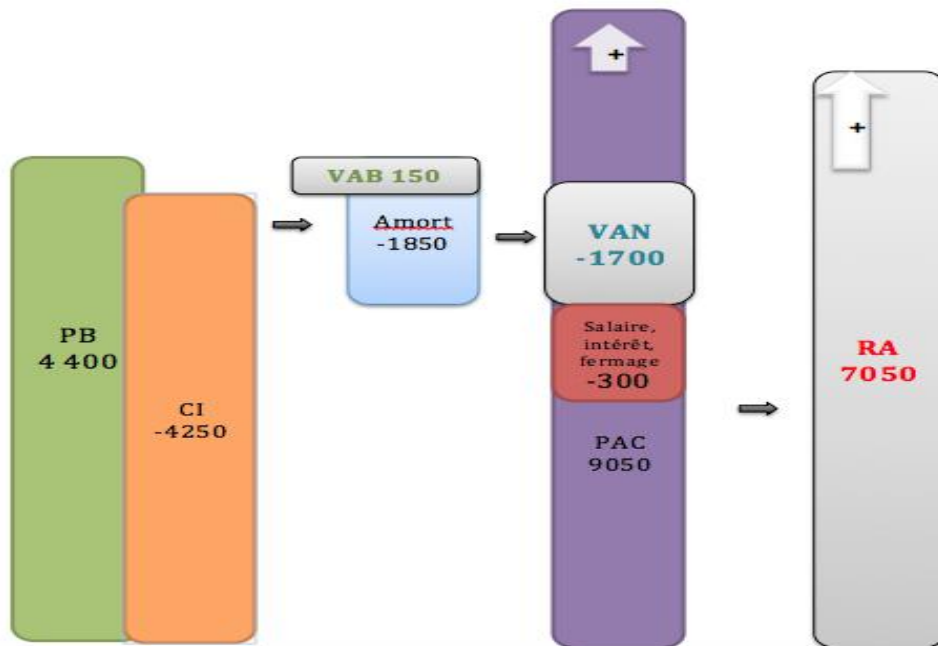 PB
4 400
CI
-4250
VAB 150
Amort
-1850
+
VAN
-1700
Salaire,
intérêt,
fermage
-300
PAC
9050
+
RA
7050